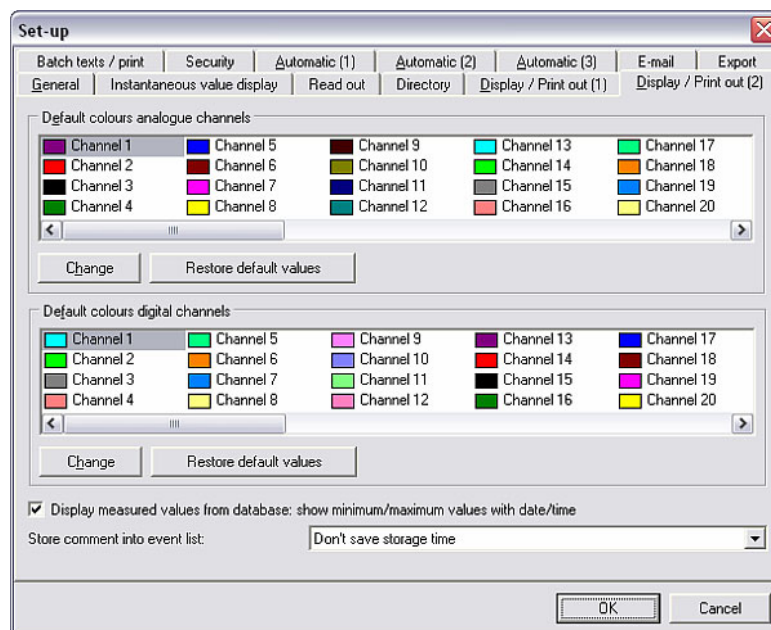 Set-up
Batch texts / print Security Automatic (1) Automatic (2) Automatic (3) E-mail Export
General Instantaneous value display Read out Directory Display / Print out (1) Display / Print out (2)
Default colours analogue channels
Channel 1 Channel 5 Channel 9 Channel 13 Channel 17
Channel 2 Channel 6 Channel 10 Channel 14 Channel 18
Channel 3 Channel 7 Channel 11 Channel 15 Channel 19
Channel 4 Channel 8 Channel 12 Channel 16 Channel 20
Change Restore default values
Default colours digital channels
Channel 1 Channel 5 Channel 9 Channel 13 Channel 17
Channel 2 Channel 6 Channel 10 Channel 14 Channel 18
Channel 3 Channel 7 Channel 11 Channel 15 Channel 19
Channel 4 Channel 8 Channel 12 Channel 16 Channel 20
Change Restore default values
Display measured values from database: show minimum/maximum values with date/time
Store comment into event list: Don't save storage time
OK Cancel